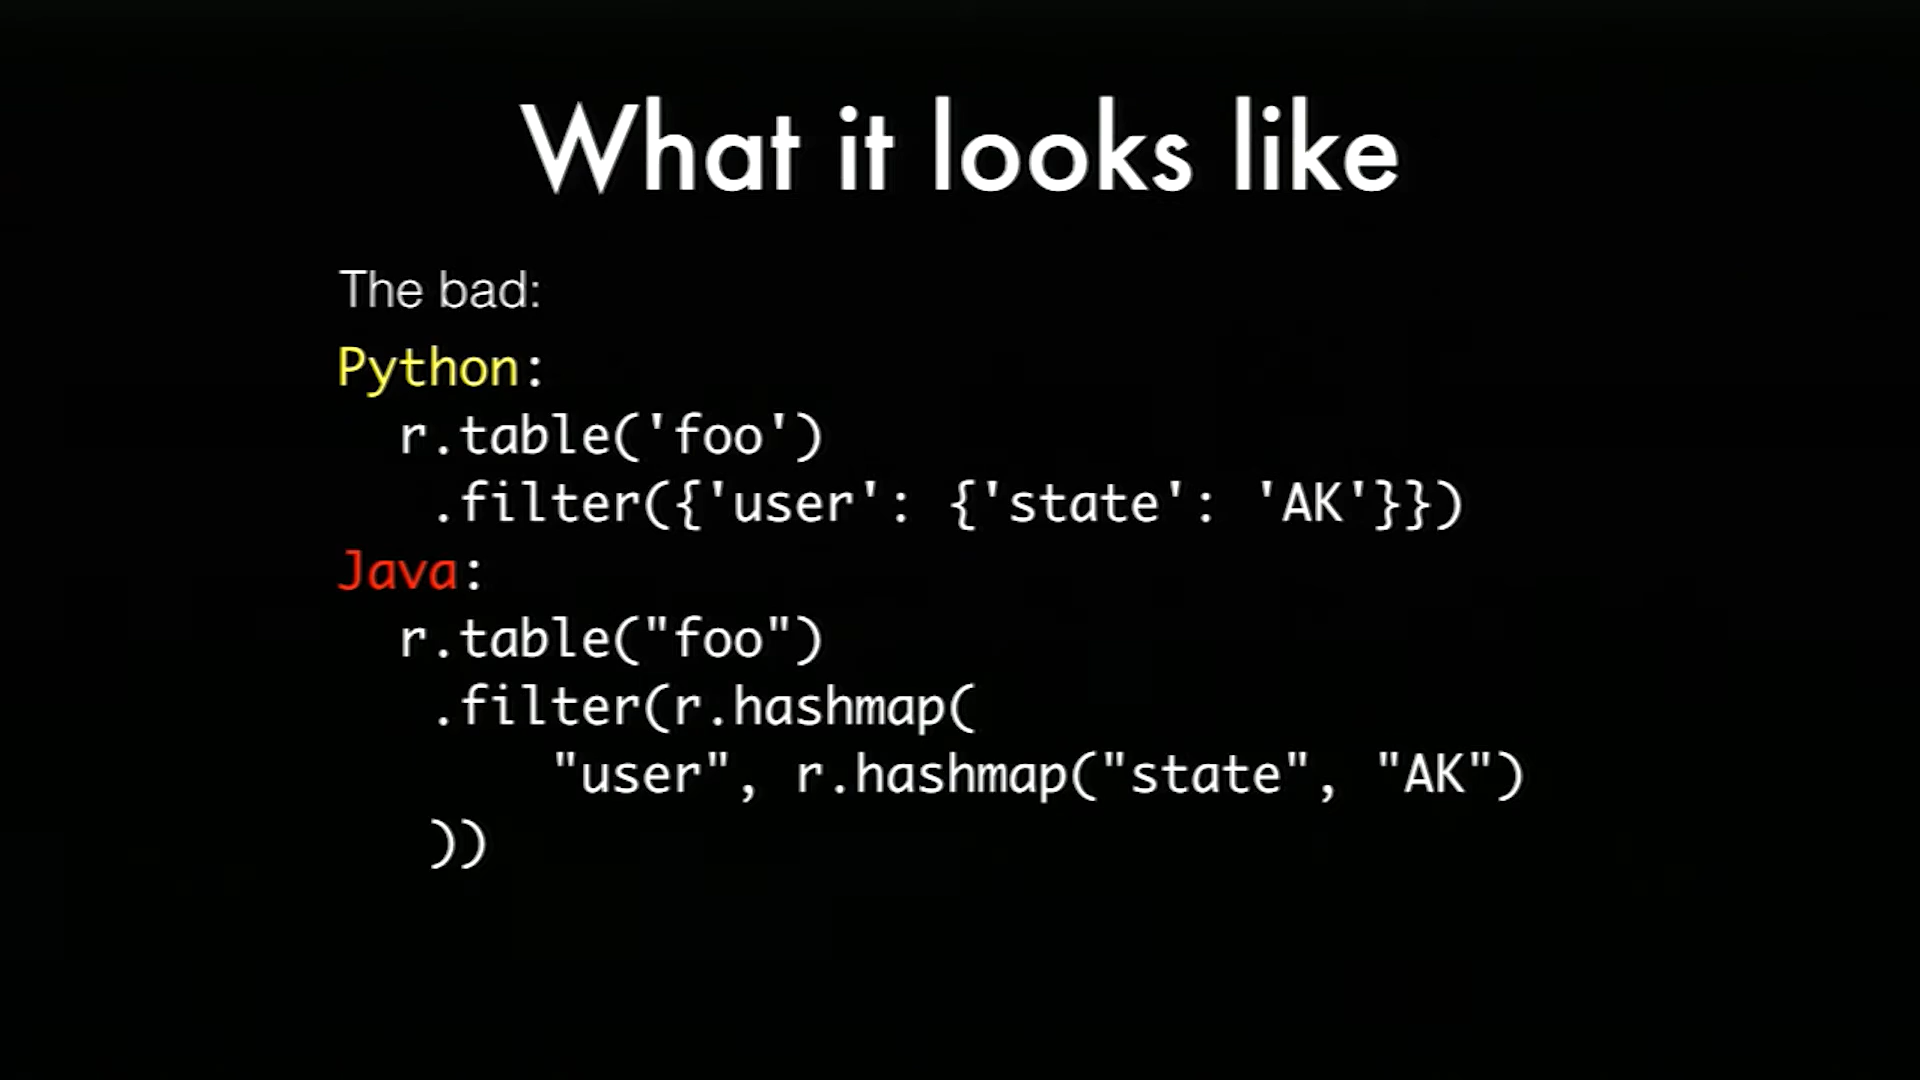 What it looks like
The bad:
Python:
r.table('foo')
.filter({'user': {'state': 'AK'}})
Java:
r.table("foo")
.filter(r.hashmap(
"user", r.hashmap("state", "AK")
))